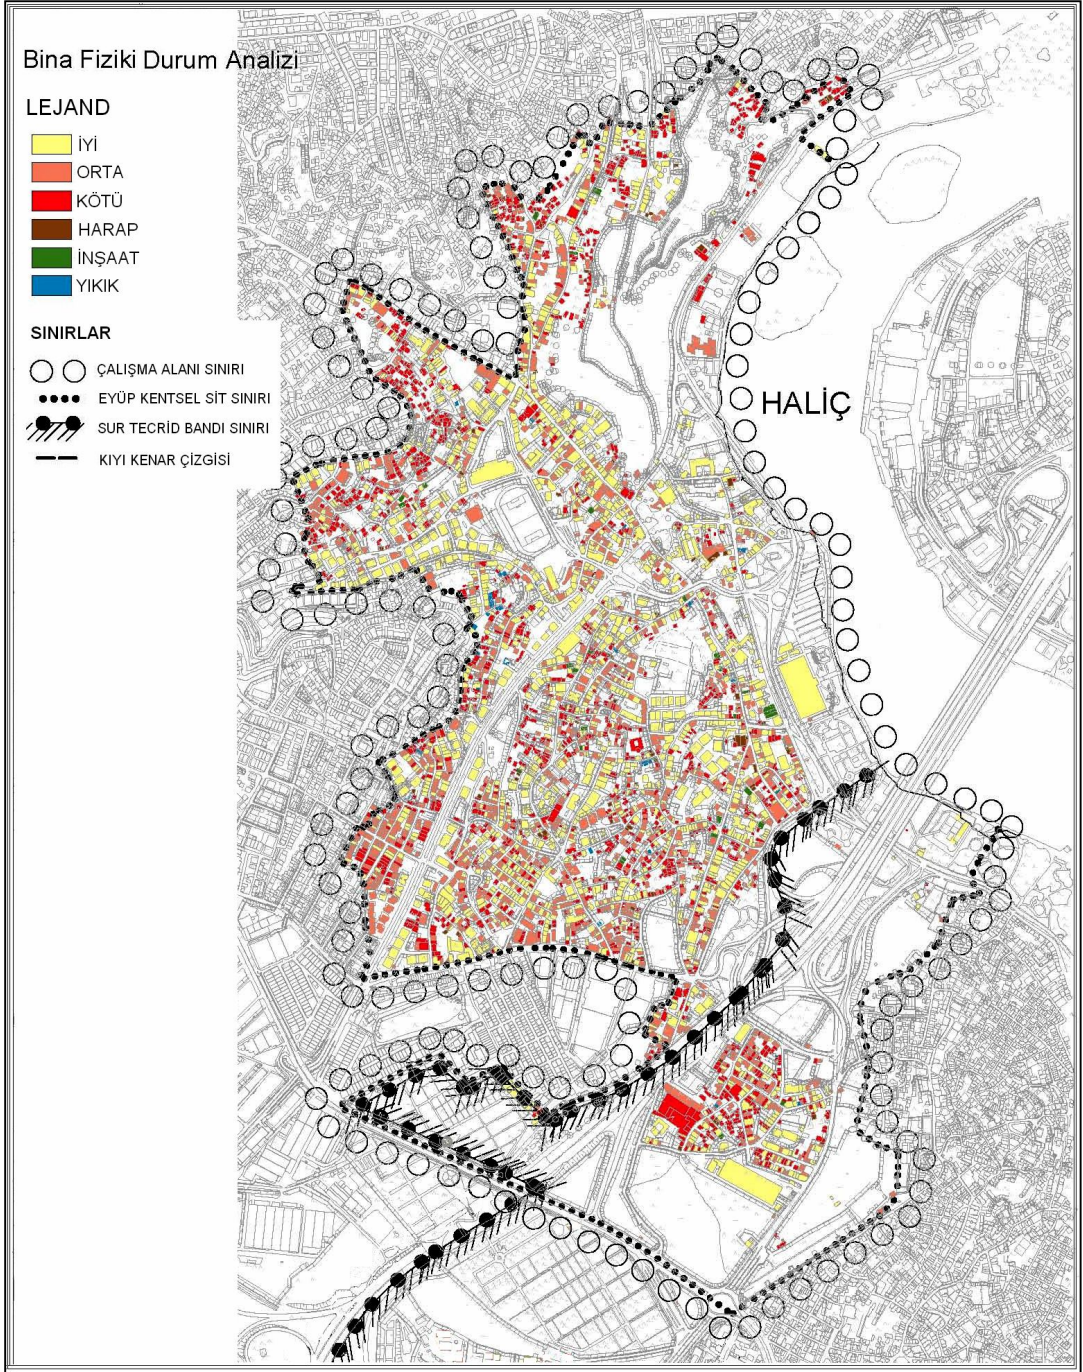 Bina Fiziki Durum Analizi
LEJAND
İYİ
ORTA
KÖTÜ
HARAP
İNŞAAT
YIKIK
SINIRLAR
ÇALIŞMA ALANI SINIRI
EYÜP KENTSEL SİT SINIRI
SUR TECRİD BANDI SINIRI
KIYI KENAR ÇİZGİSİ
HALİÇ